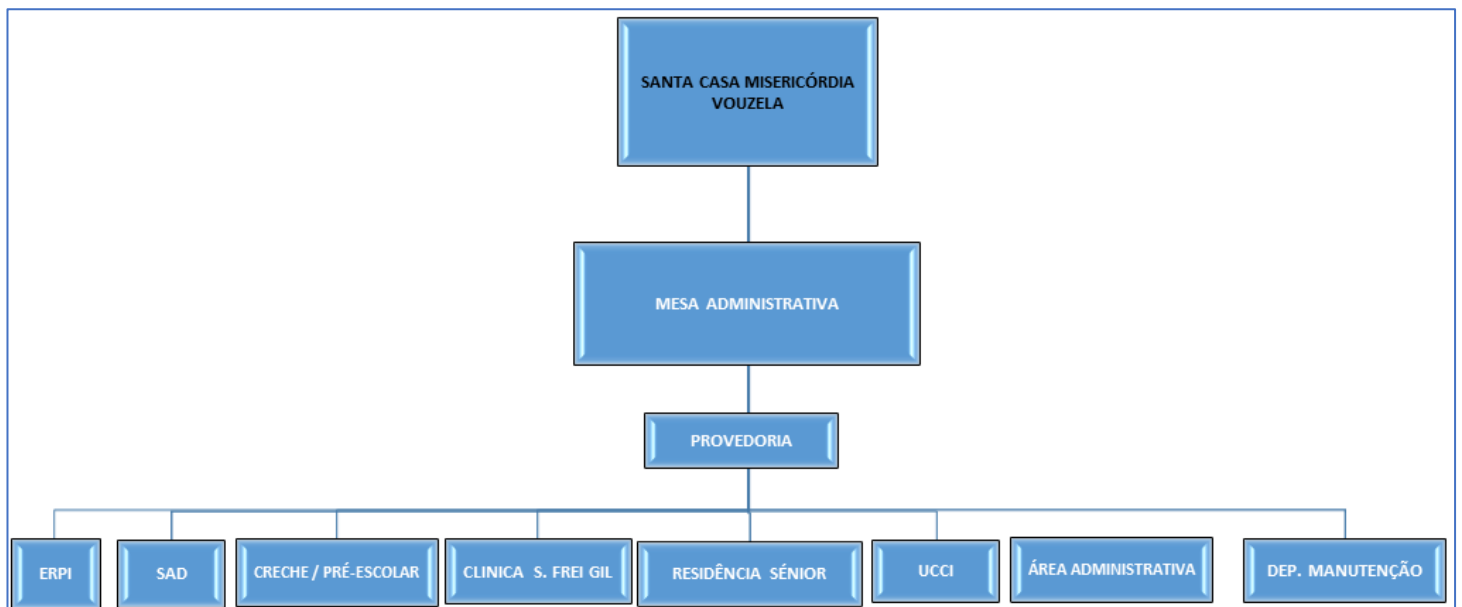 SANTA CASA MISERICÓRDIA
VOUZELA
MESA ADMINISTRATIVA
PROVEDORIA
ERPI
SAD
CRECHE / PRÉ-ESCOLAR
CLINICA S. FREI GIL
RESIDÊNCIA SÉNIOR
UCCI
ÁREA ADMINISTRATIVA
DEP. MANUTENÇÃO